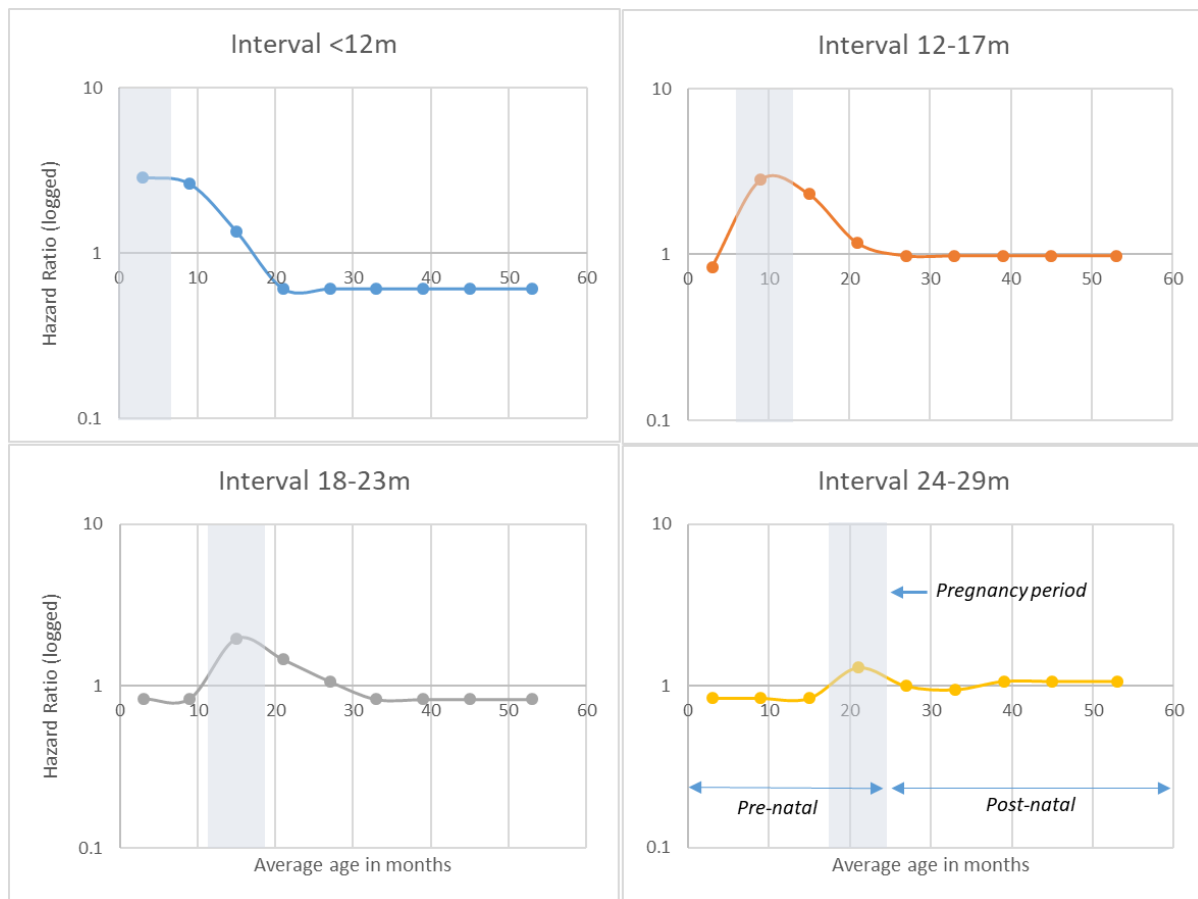 Interval <12m
10
1
0.1
0 10 20 30 40 50 60
Hazard Ratio (logged)
Interval 12-17m
10
1
0.1
0 10 20 30 40 50 60
Interval 18-23m
10
1
0.1
0 10 20 30 40 50 60
Hazard Ratio (logged)
Average age in months
Interval 24-29m
10
Pregnancy period
1
0 10 20 30 40 50 60
Pre-natal
Post-natal
0.1
Average age in months